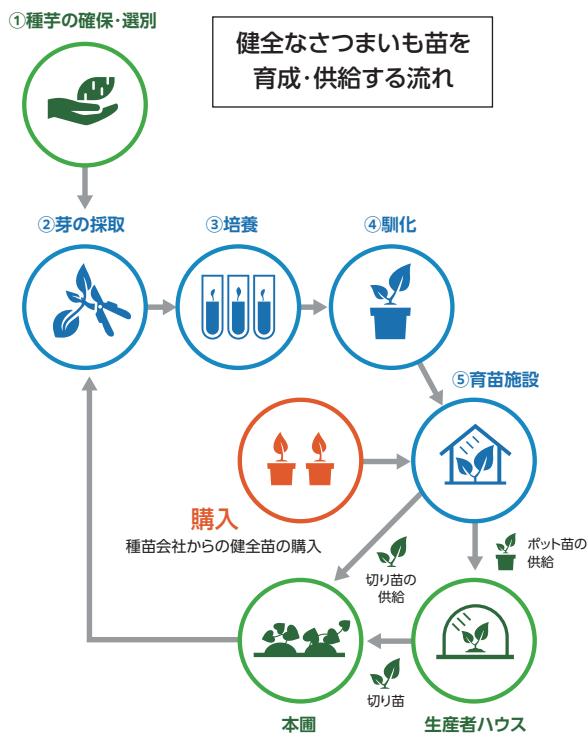 ①種芋の確保・選別
健全なさつまいも苗を
育成・供給する流れ
②芽の採取
③培養
④馴化
⑤育苗施設
購入
種苗会社からの健全苗の購入
切り苗の
供給
ポット苗の
供給
切り苗
本圃
生産者ハウス